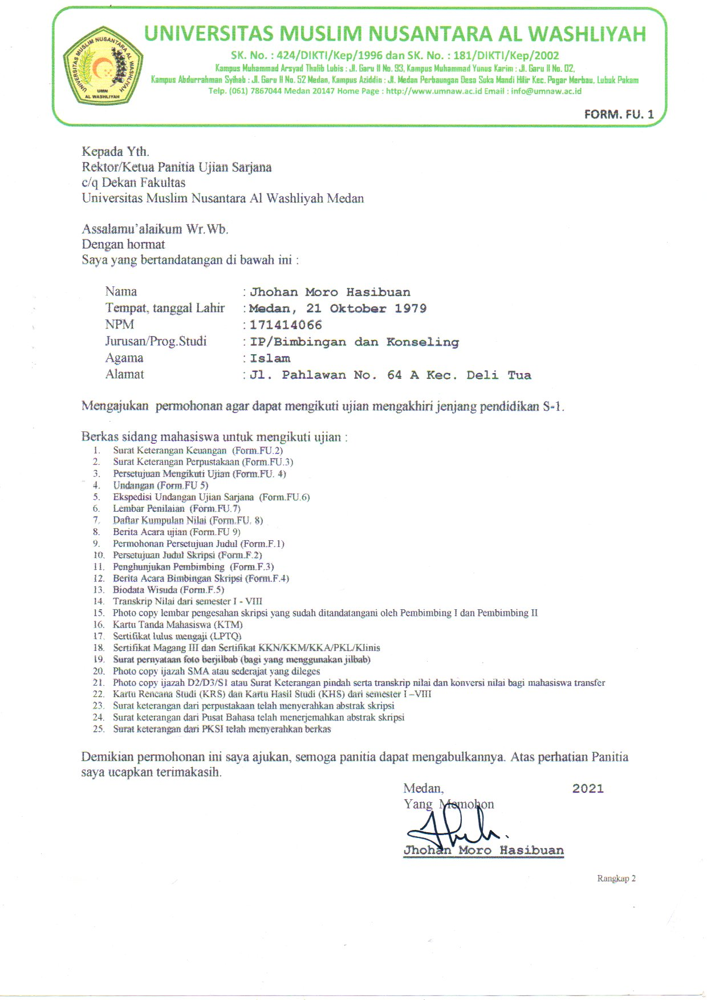 UNIVERSITAS MUSLIM NUSANTARA AL WASHLIYAH
SK. No. : 424/DIKTI/Kep/1996 dan SK. No. : 181/DIKTI/Kep/2002
Kampus Muhammad Arsyad Thalib Lubis : Jl. Garu II No. 93, Kampus Muhammad Yunus Karim : Jl. Garu II No. 02,
Kampus Abdurrahman Syihab : Jl. Garu II No. 52 Medan, Kampus Aziddin : Jl. Medan Perbaungan Desa Suka Mandi Hilir Kec. Pagar Merbau, Lubuk Pakam
Telp. (061) 7867044 Medan 20147 Home Page : http://www.umnaw.ac.id Email : info@umnaw.ac.id
UNIVERSITAS MUSLIM NUSANTARA AL WASHLIYAH
UMN
AL WASHLIYAH
FORM. FU. 1
Kepada Yth.
Rektor/Ketua Panitia Ujian Sarjana
c/q Dekan Fakultas
Universitas Muslim Nusantara Al Washliyah Medan
Assalamu'alaikum Wr.Wb.
Dengan hormat
Saya yang bertandatangan di bawah ini :
Nama : Jhohan Moro Hasibuan
Tempat, tanggal Lahir : Medan, 21 Oktober 1979
NPM : 171414066
Jurusan/Prog.Studi : IP/Bimbingan dan Konseling
Agama : Islam
Alamat : Jl. Pahlawan No. 64 A Kec. Deli Tua
Mengajukan permohonan agar dapat mengikuti ujian mengakhiri jenjang pendidikan S-1.
Berkas sidang mahasiswa untuk mengikuti ujian :
1. Surat Keterangan Keuangan (Form.FU.2)
2. Surat Keterangan Perpustakaan (Form.FU.3)
3. Persetujuan Mengikuti Ujian (Form.FU. 4)
4. Undangan (Form.FU 5)
5. Ekspedisi Undangan Ujian Sarjana (Form.FU.6)
6. Lembar Penilaian (Form.FU.7)
7. Daftar Kumpulan Nilai (Form.FU. 8)
8. Berita Acara ujian (Form.FU 9)
9. Permohonan Persetujuan Judul (Form.F.1)
10. Persetujuan Judul Skripsi (Form.F.2)
11. Penghunjukan Pembimbing (Form.F.3)
12. Berita Acara Bimbingan Skripsi (Form.F.4)
13. Biodata Wisuda (Form.F.5)
14. Transkrip Nilai dari semester I - VIII
15. Photo copy lembar pengesahan skripsi yang sudah ditandatangani oleh Pembimbing I dan Pembimbing II
16. Kartu Tanda Mahasiswa (KTM)
17. Sertifikat lulus mengaji (LPTQ)
18. Sertifikat Magang III dan Sertifikat KKN/KKM/KKA/PKL/Klinis
19. Surat pernyataan foto berjilbab (bagi yang menggunakan jilbab)
20. Photo copy ijazah SMA atau sederajat yang dileges
21. Photo copy ijazah D2/D3/S1 atau Surat Keterangan pindah serta transkrip nilai dan konversi nilai bagi mahasiswa transfer
22. Kartu Rencana Studi (KRS) dan Kartu Hasil Studi (KHS) dari semester I –VIII
23. Surat keterangan dari perpustakaan telah menyerahkan abstrak skripsi
24. Surat keterangan dari Pusat Bahasa telah menerjemahkan abstrak skripsi
25. Surat keterangan dari PKSI telah menyerahkan berkas
Demikian permohonan ini saya ajukan, semoga panitia dapat mengabulkannya. Atas perhatian Panitia
saya ucapkan terimakasih.
Medan, 2021
Yang Memohon
Jhohan Moro Hasibuan
Rangkap 2